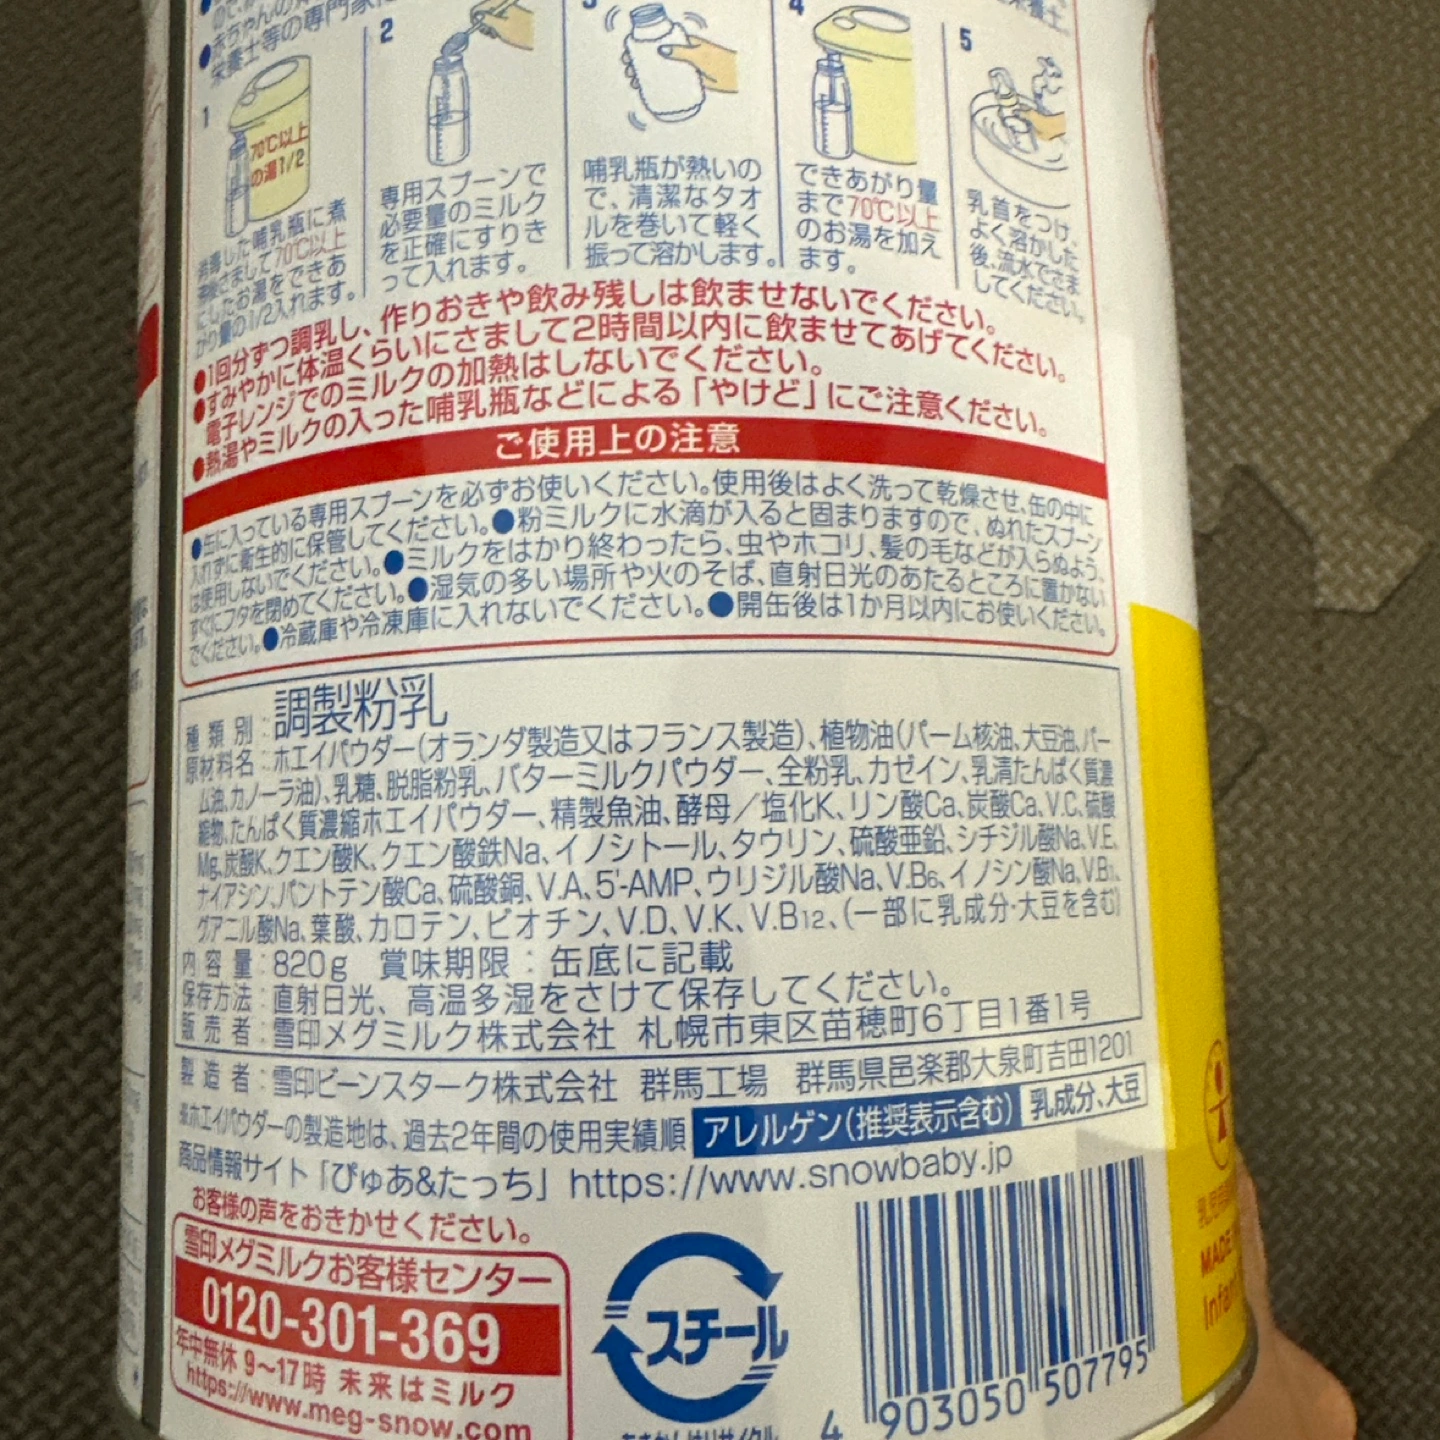 赤ちゃんの
栄養士等の専門家に
栄養士、
1
70℃以上
の湯1/2
消毒した哺乳瓶に煮
沸後さまして70℃以上
にしたお湯をできあ
がり量の1/2入れます。
2
専用スプーンで
必要量のミルク
を正確にすりき
って入れます。
3
哺乳瓶が熱いの
で、清潔なタオ
ルを巻いて軽く
振って溶かします。
4
できあがり量
まで70℃以上
のお湯を加え
ます。
5
乳首をつけ、
よく溶かした
後、流水でさま
してください。
●1回分ずつ調乳し、作りおきや飲み残しは飲ませないでください。
●すみやかに体温くらいにさまして2時間以内に飲ませてあげてください。
電子レンジでのミルクの加熱はしないでください。
●熱湯やミルクの入った哺乳瓶などによる「やけど」にご注意ください。
ご使用上の注意
●缶に入っている専用スプーンを必ずお使いください。使用後はよく洗って乾燥させ、缶の中に
入れずに衛生的に保管してください。●粉ミルクに水滴が入ると固まりますので、ぬれたスプーン
は使用しないでください。●ミルクをはかり終わったら、虫やホコリ、髪の毛などが入らぬよう、
すぐにフタを閉めてください。●湿気の多い場所や火のそば、直射日光のあたるところに置かない
でください。●冷蔵庫や冷凍庫に入れないでください。●開缶後は1か月以内にお使いください。
種類別：調製粉乳
原材料名：ホエイパウダー（オランダ製造又はフランス製造）、植物油（パーム核油、大豆油、パー
ム油、カノーラ油）、乳糖、脱脂粉乳、バターミルクパウダー、全粉乳、カゼイン、乳清たんぱく質濃
縮物、たんぱく質濃縮ホエイパウダー、精製魚油、酵母／塩化K、リン酸Ca、炭酸Ca、V.C、硫酸
Mg、炭酸K、クエン酸K、クエン酸鉄Na、イノシトール、タウリン、硫酸亜鉛、シチジル酸Na、V.E、
ナイアシン、パントテン酸Ca、硫酸銅、V.A、5'-AMP、ウリジル酸Na、V.B₆、イノシン酸Na、V.B₁、
グアニル酸Na、葉酸、カロテン、ビオチン、V.D、V.K、V.B₁₂、（一部に乳成分・大豆を含む）
内容量：820g 賞味期限：缶底に記載
保存方法：直射日光、高温多湿をさけて保存してください。
販売者：雪印メグミルク株式会社 札幌市東区苗穂町6丁目1番1号
製造者：雪印ビーンスターク株式会社 群馬工場 群馬県邑楽郡大泉町吉田1201
※ホエイパウダーの製造地は、過去2年間の使用実績順
アレルゲン（推奨表示含む） 乳成分、大豆
商品情報サイト「ぴゅあ&たっち」 https://www.snowbaby.jp
お客様の声をおきかせください。
雪印メグミルクお客様センター
0120-301-369
年中無休 9〜17時 未来はミルク
https://www.meg-snow.com
スチール
4 903050 507795
MADE
Infan